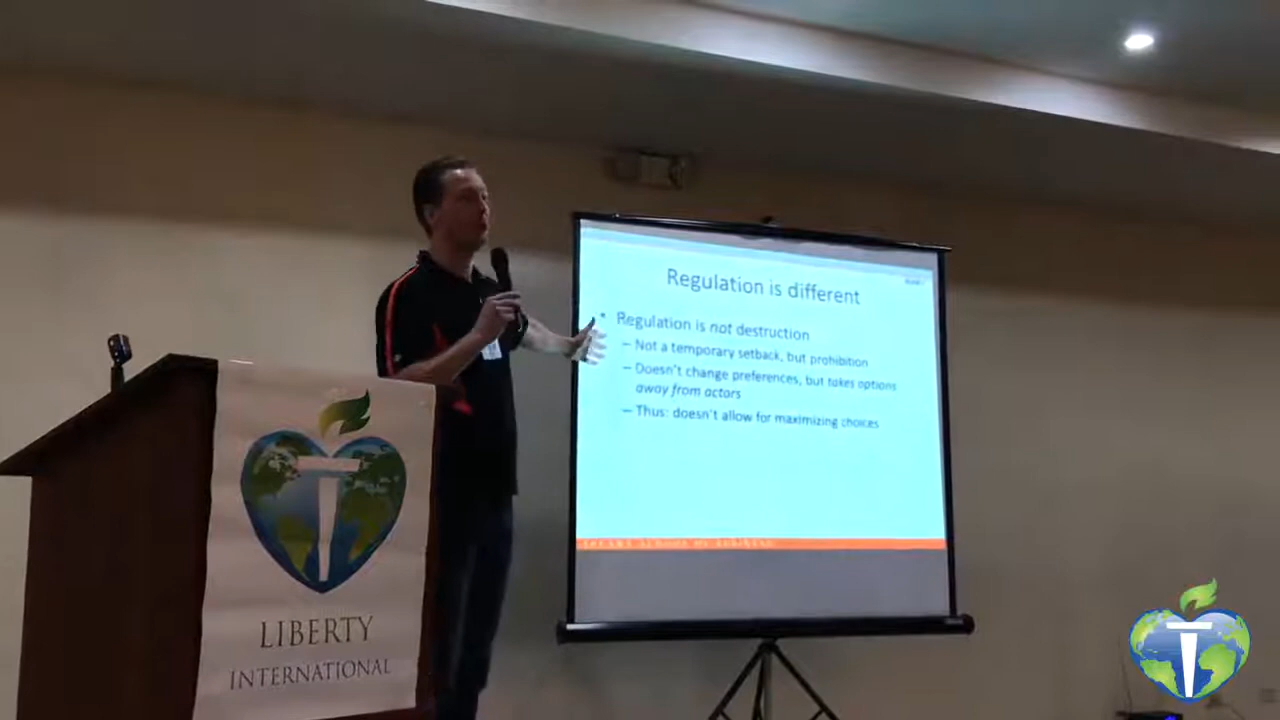 Regulation is different
• Regulation is not destruction
– Not a temporary setback, but prohibition
– Doesn't change preferences, but takes options
away from actors
– Thus: doesn't allow for maximizing choices
LIBERTY
INTERNATIONAL